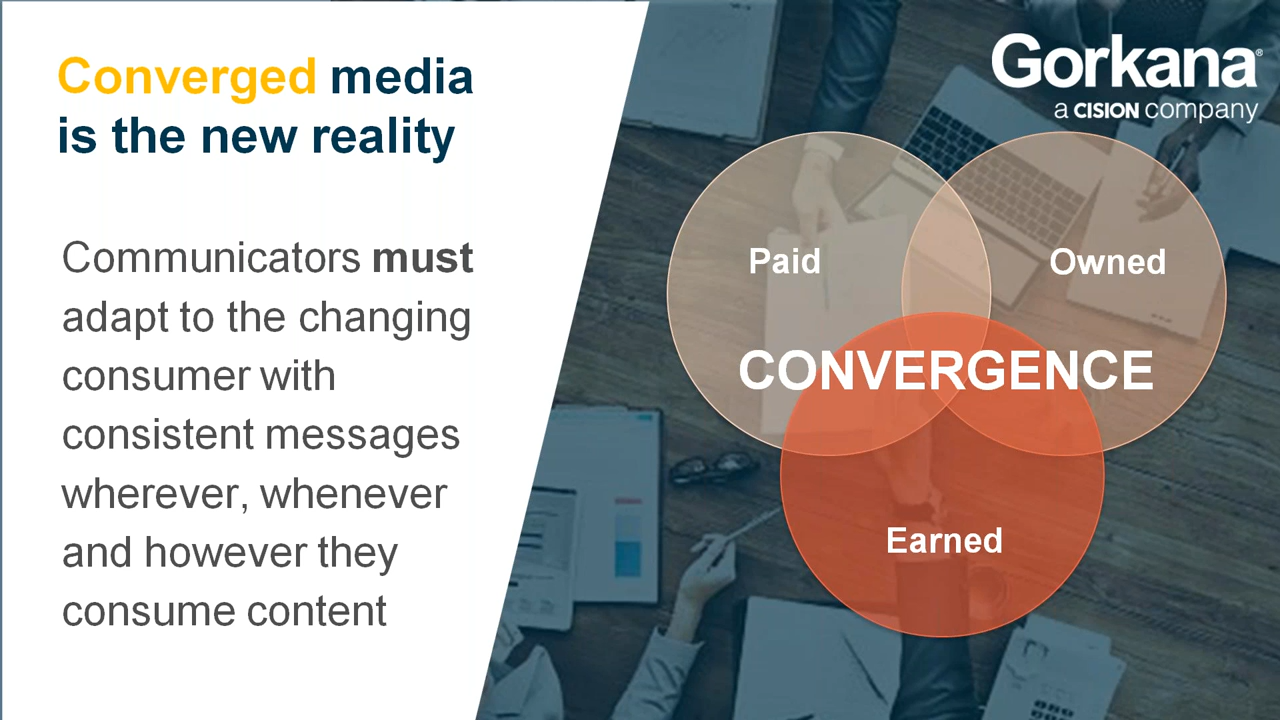 Converged media
is the new reality
Communicators must
adapt to the changing
consumer with
consistent messages
wherever, whenever
and however they
consume content
Gorkana®
a CISION company
Paid
Owned
CONVERGENCE
Earned